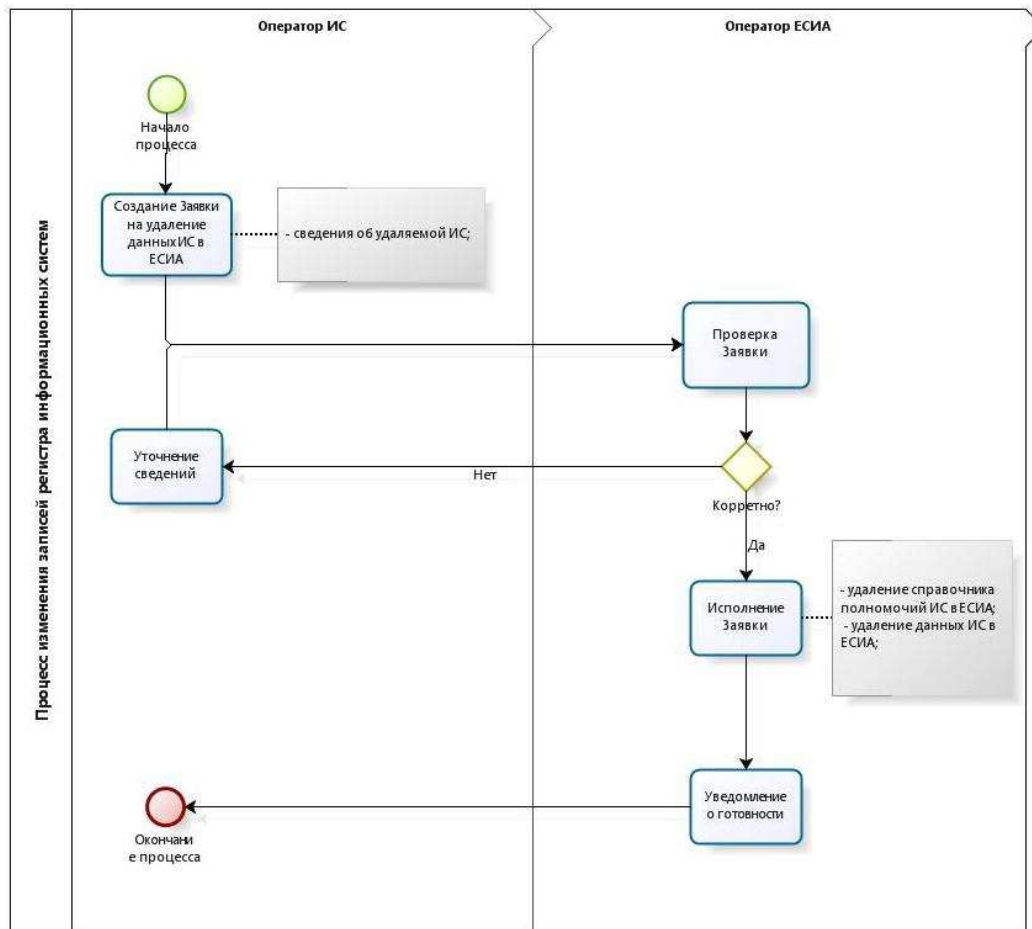 Оператор ИС
Оператор ЕСИА
Процесс изменения записей регистра информационных систем
Начало
процесса
Создание Заявки
на удаление
данных ИС в
ЕСИА
- сведения об удаляемой ИС;
Проверка
Заявки
Уточнение
сведений
Нет
Корретно?
Да
Исполнение
Заявки
- удаление справочника
полномочий ИС в ЕСИА;
- удаление данных ИС в
ЕСИА;
Уведомление
о готовности
Окончани
е процесса